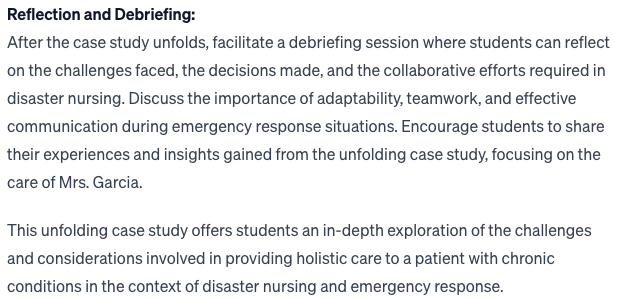 Reflection and Debriefing:
After the case study unfolds, facilitate a debriefing session where students can reflect
on the challenges faced, the decisions made, and the collaborative efforts required in
disaster nursing. Discuss the importance of adaptability, teamwork, and effective
communication during emergency response situations. Encourage students to share
their experiences and insights gained from the unfolding case study, focusing on the
care of Mrs. Garcia.
This unfolding case study offers students an in-depth exploration of the challenges
and considerations involved in providing holistic care to a patient with chronic
conditions in the context of disaster nursing and emergency response.